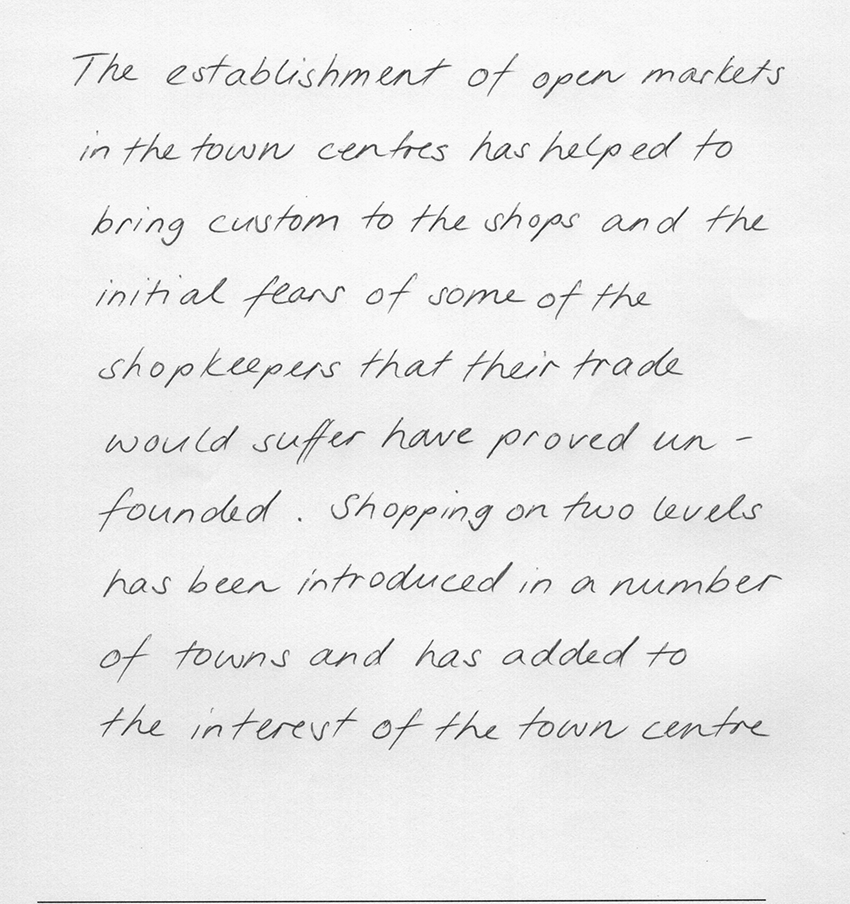 The establishment of open markets
in the town centres has helped to
bring custom to the shops and the
initial fears of some of the
shopkeepers that their trade
would suffer have proved un -
founded . Shopping on two levels
has been introduced in a number
of towns and has added to
the interest of the town centre